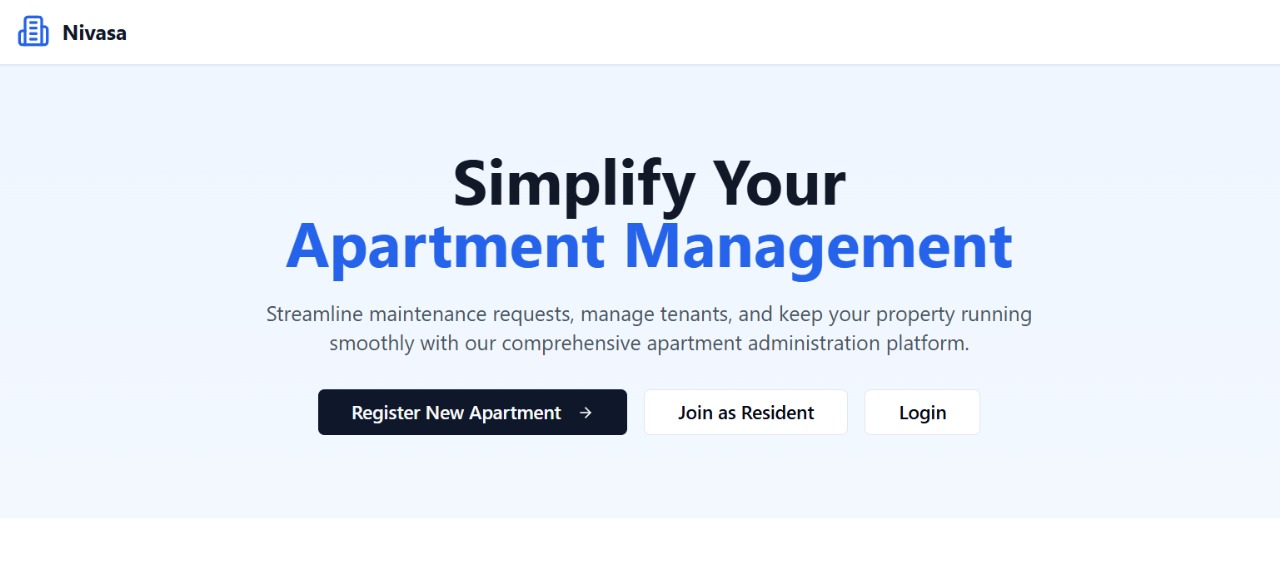 Nivasa
Simplify Your
Apartment Management
Streamline maintenance requests, manage tenants, and keep your property running
smoothly with our comprehensive apartment administration platform.
Register New Apartment →
Join as Resident
Login